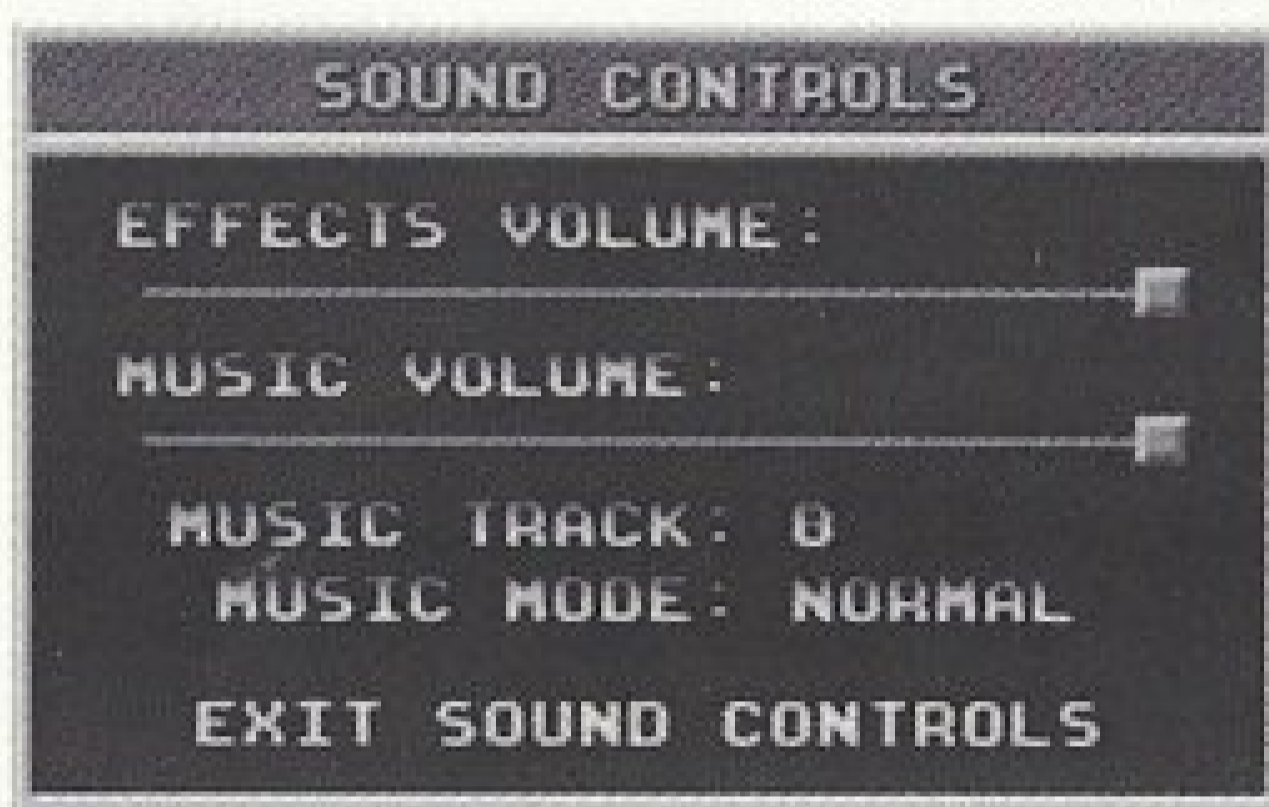 SOUND CONTROLS
EFFECTS VOLUME:
MUSIC VOLUME:
MUSIC TRACK: 0
MUSIC MODE: NORMAL
EXIT SOUND CONTROLS